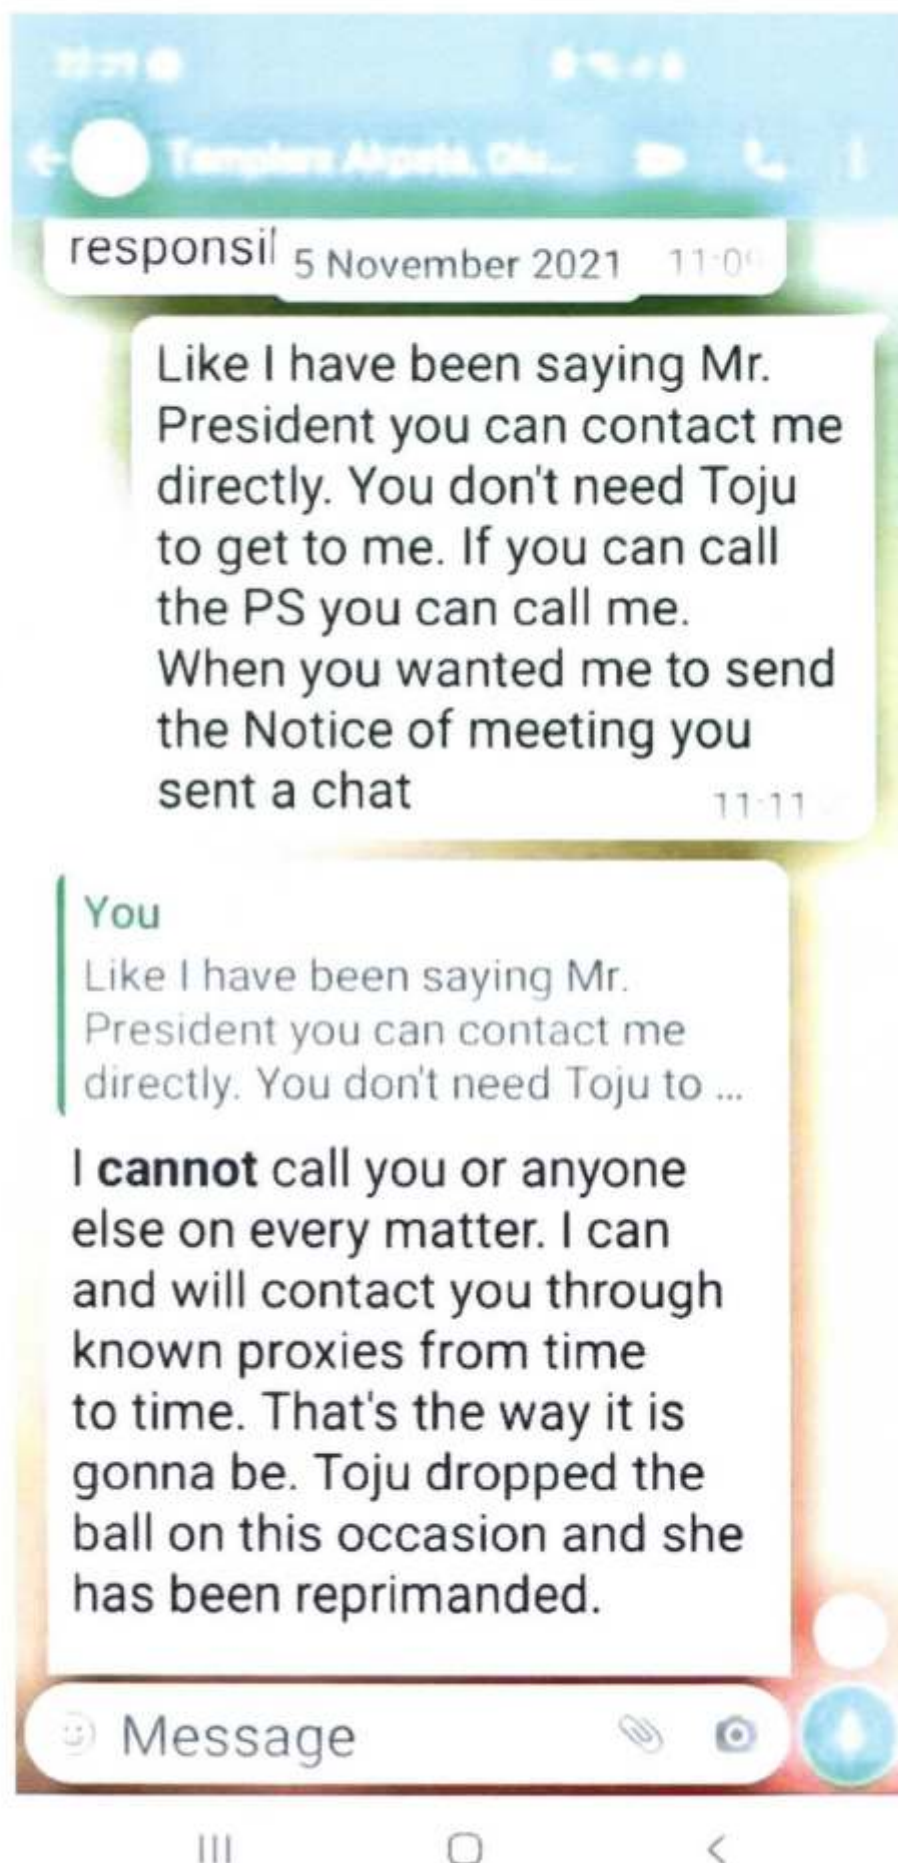 responsil
5 November 2021
Like I have been saying Mr.
President you can contact me
directly. You don't need Toju
to get to me. If you can call
the PS you can call me.
When you wanted me to send
the Notice of meeting you
sent a chat
11:11
You
Like I have been saying Mr.
President you can contact me
directly. You don't need Toju to ...
I cannot call you or anyone
else on every matter. I can
and will contact you through
known proxies from time
to time. That's the way it is
gonna be. Toju dropped the
ball on this occasion and she
has been reprimanded.
Message